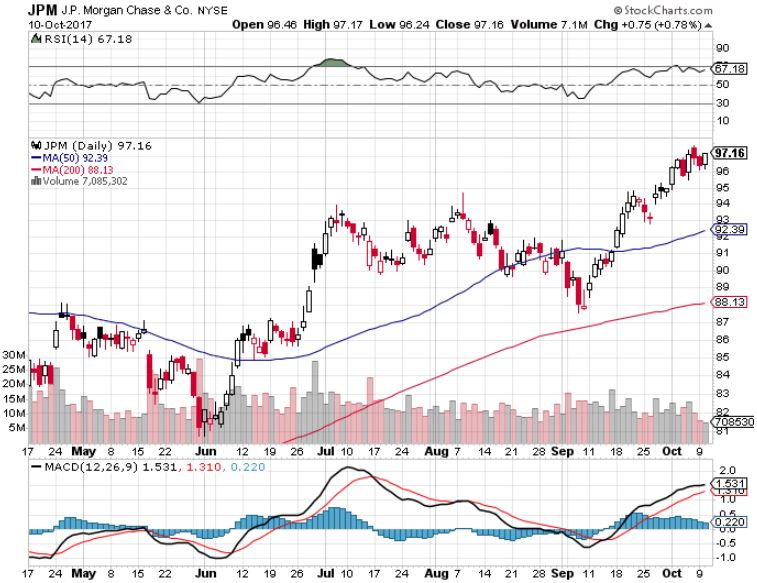 JPM J.P. Morgan Chase & Co. NYSE © StockCharts.com
10-Oct-2017 Open 96.46 High 97.17 Low 96.24 Close 97.16 Volume 7.1M Chg +0.75 (+0.78%)
RSI(14) 67.18
90
67.18
50
30
10
JPM (Daily) 97.16
MA(50) 92.39
MA(200) 88.13
Volume 7,085,302
97.16
96
95
94
93
92.39
91
90
89
88.13
87
86
85
84
83
82
81
30M
25M
20M
15M
10M
5M
708530
17 24 May 8 15 22 Jun 12 19 26 Jul 10 17 24 Aug 7 14 21 28 Sep 11 18 25 Oct 9
MACD(12,26,9) 1.531, 1.310, 0.220
2.0
1.531
1.310
1.0
0.5
0.220
0.0
-0.5
-1.0
17 24 May 8 15 22 Jun 12 19 26 Jul 10 17 24 Aug 7 14 21 28 Sep 11 18 25 Oct 9